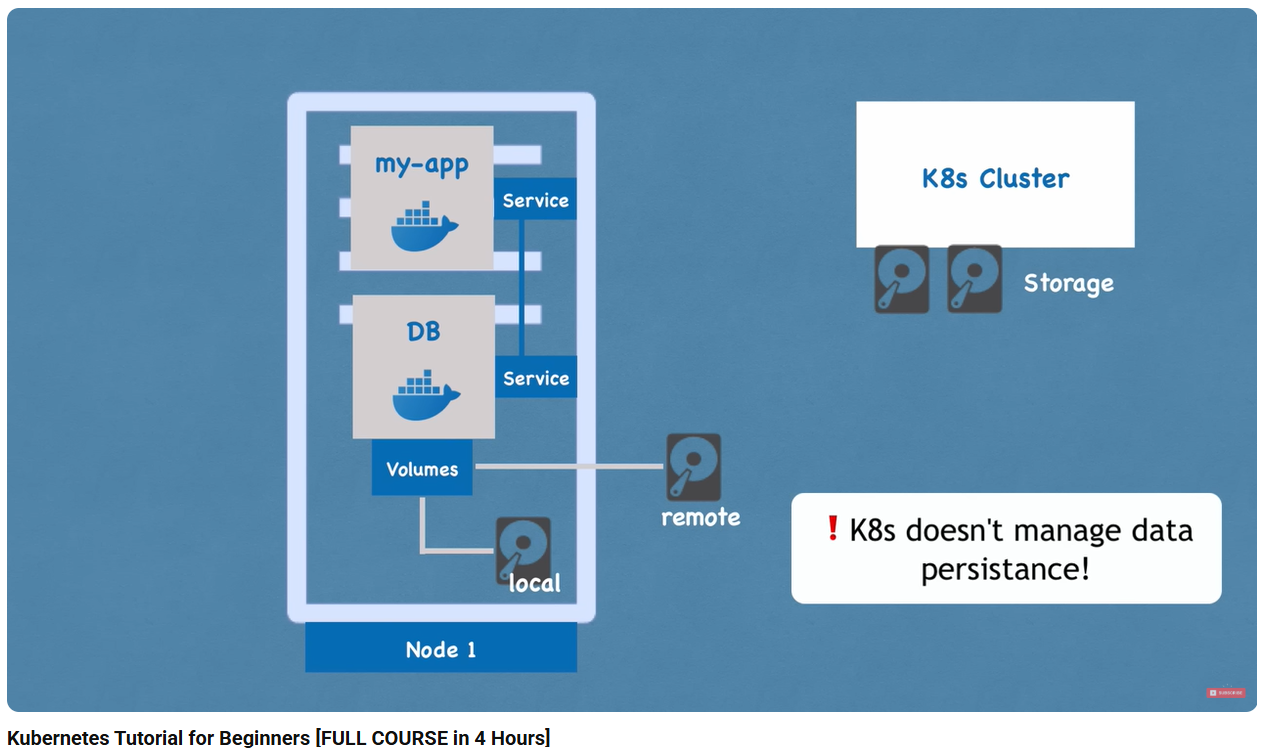 my-app
Service
DB
Service
Volumes
remote
local
Node 1
K8s Cluster
Storage
! K8s doesn't manage data
persistance!
SUBSCRIBE
Kubernetes Tutorial for Beginners [FULL COURSE in 4 Hours]